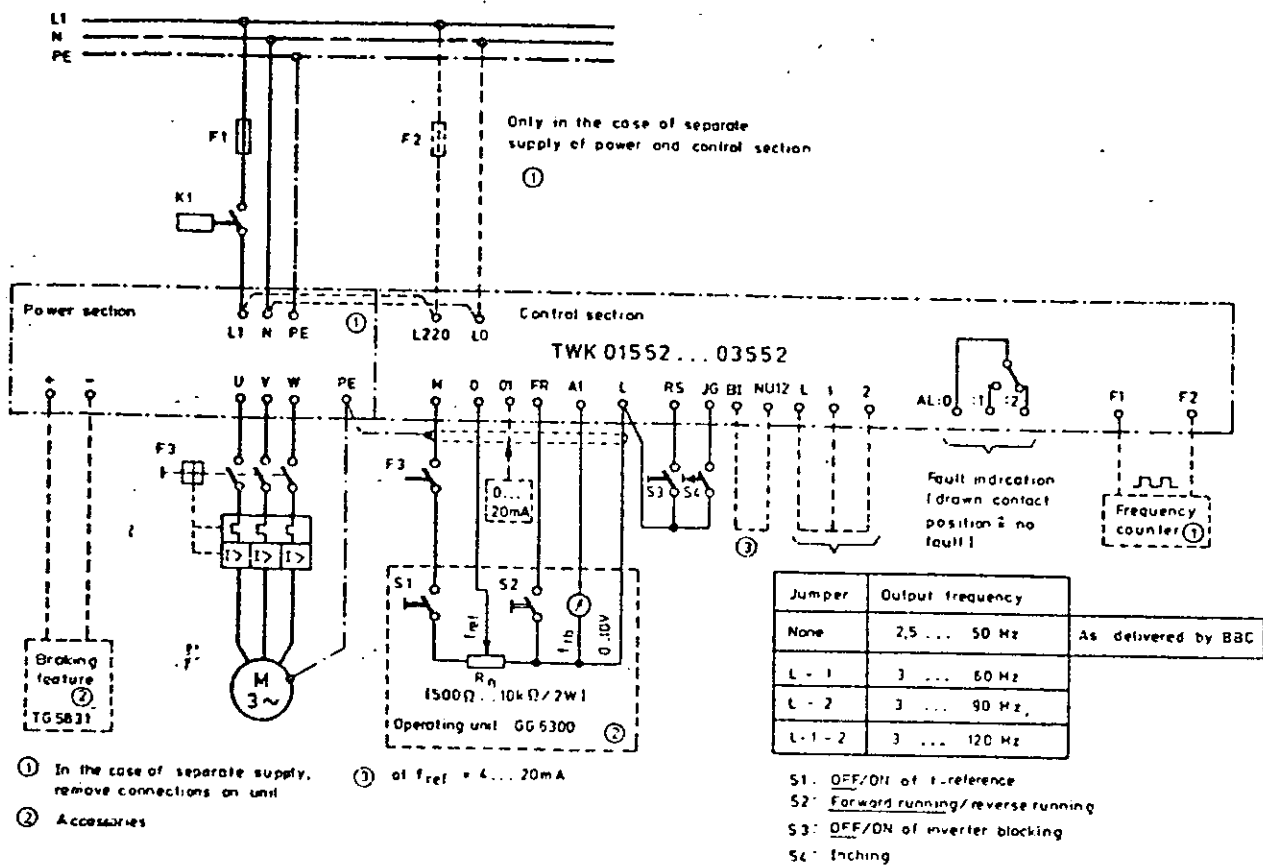 L1
N
PE
F1
F2
Only in the case of separate
supply of power and control section
①
K1
Power section
L1 N PE
①
L220 L0
Control section
TWK 01552 ... 03552
+ -
U V W PE
M 0 01 FR A1 L RS JG BI NU12 L 1 2
AL:0 :1 :2
F1 F2
F3
F3
0...
20mA
S3 S4
③
Fault indication
(drawn contact
position ≙ no
fault)
Frequency
counter ①
I> I> I>
S1
S2
fref
0..10V
Rn
(500Ω...10kΩ/2W)
Operating unit GG 6300 ②
M
3~
Braking
feature
②
TG 5831
Jumper Output frequency
None 2,5 ... 50 Hz As delivered by BBC
L - 1 3 ... 60 Hz
L - 2 3 ... 90 Hz
L - 1 - 2 3 ... 120 Hz
① In the case of separate supply,
remove connections on unit
② Accessories
③ at fref = 4...20mA
S1: OFF/ON of f-reference
S2: Forward running/reverse running
S3: OFF/ON of inverter blocking
S4: Inching